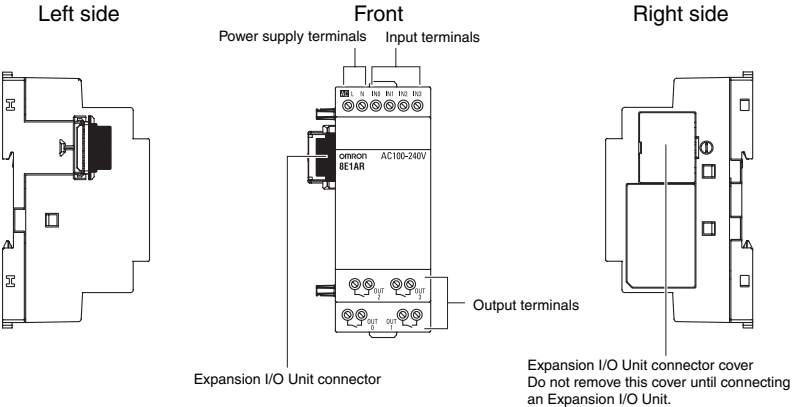 Left side
Front
Right side
Power supply terminals
Input terminals
AC L N IN0 IN1 IN2 IN3
OMRON AC100-240V
8E1AR
OUT 2
OUT 3
Output terminals
OUT 0
OUT 1
Expansion I/O Unit connector
Expansion I/O Unit connector cover
Do not remove this cover until connecting
an Expansion I/O Unit.